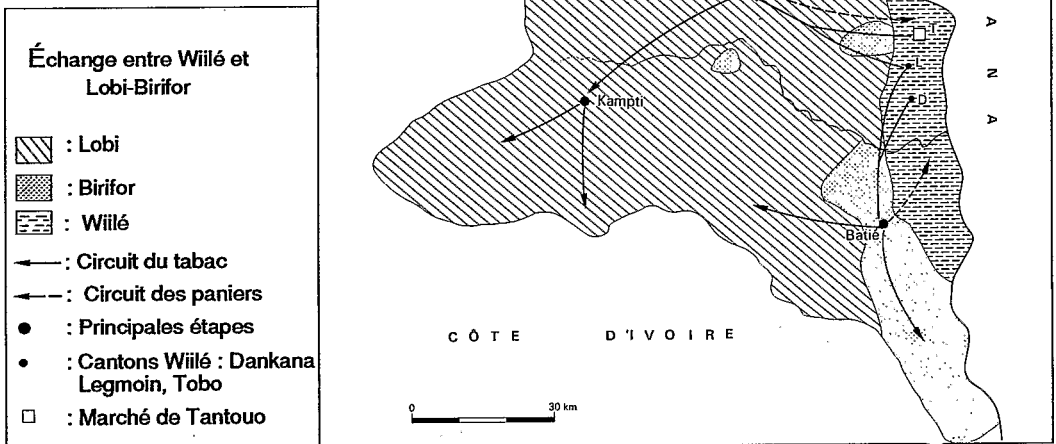 Échange entre Wiilé et
Lobi-Birifor
: Lobi
: Birifor
: Wiilé
: Circuit du tabac
: Circuit des paniers
: Principales étapes
: Cantons Wiilé : Dankana
Legmoin, Tobo
: Marché de Tantouo
T
L
D
Kampti
Batié
A
N
A
CÔTE D'IVOIRE
0 30 km